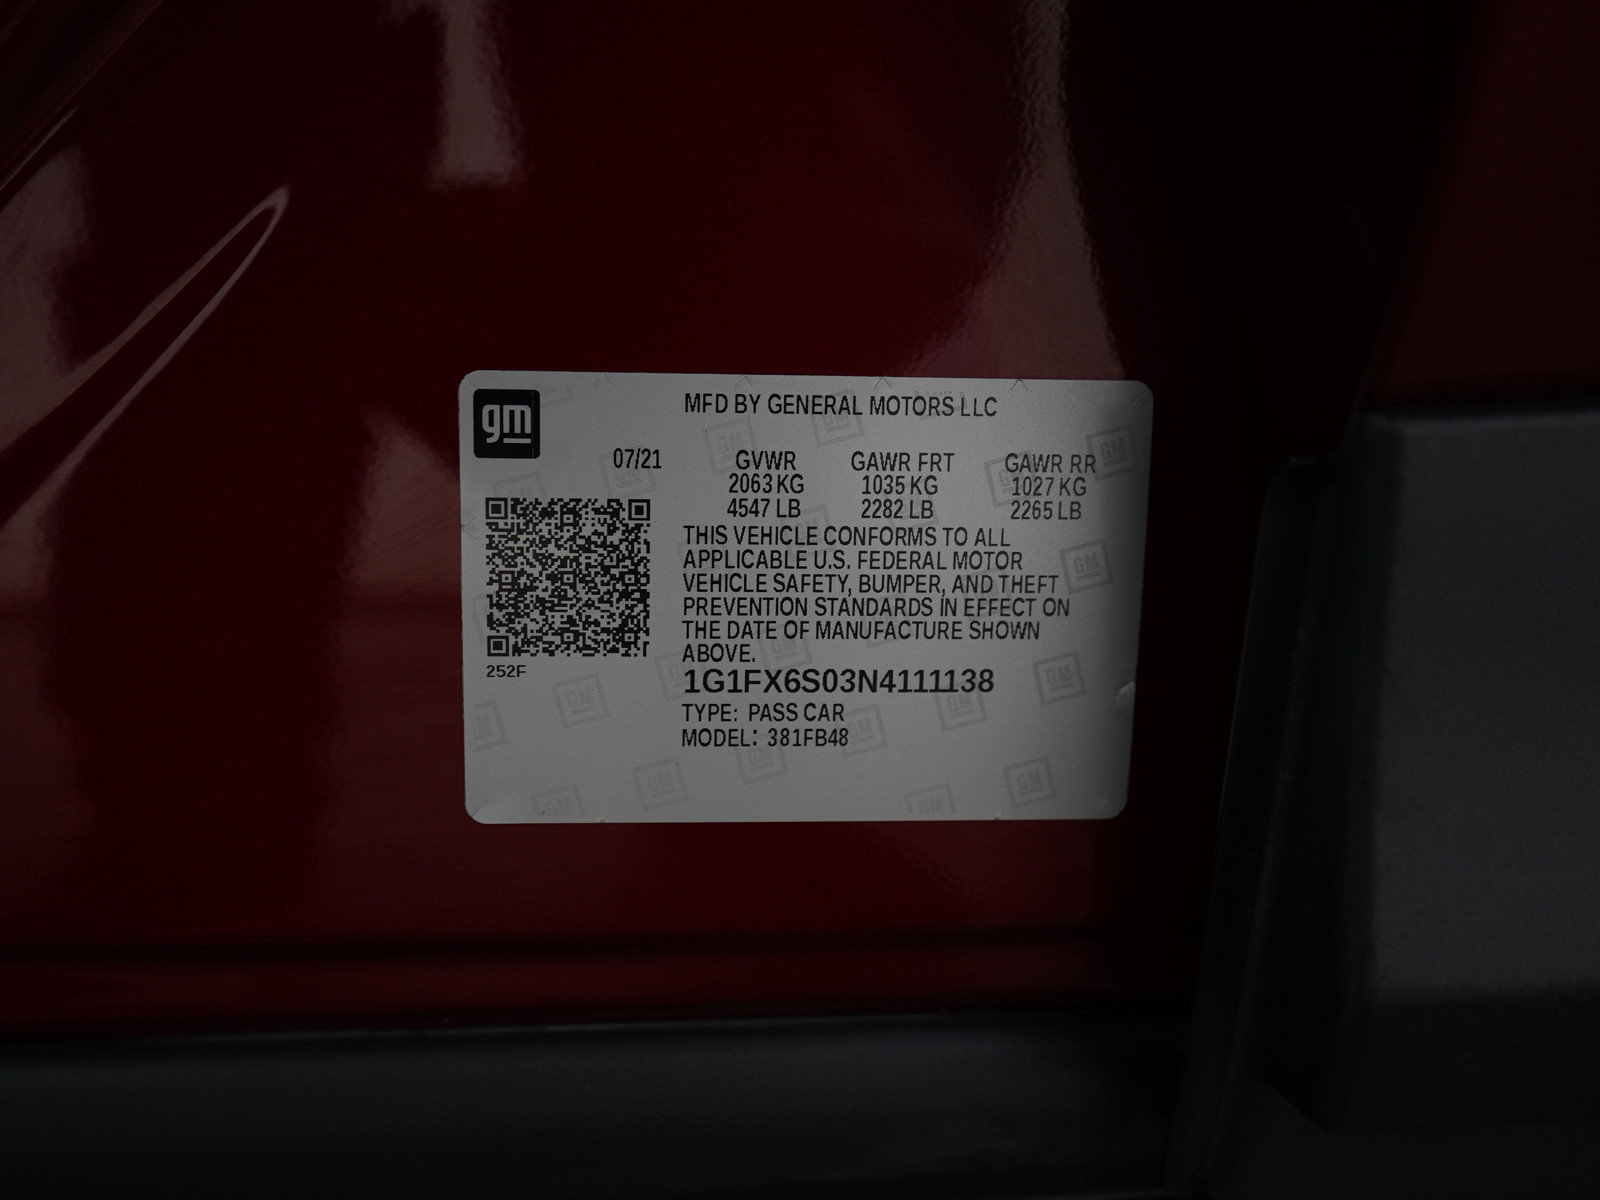 gm
MFD BY GENERAL MOTORS LLC
07/21 GVWR GAWR FRT GAWR RR
2063 KG 1035 KG 1027 KG
4547 LB 2282 LB 2265 LB
THIS VEHICLE CONFORMS TO ALL
APPLICABLE U.S. FEDERAL MOTOR
VEHICLE SAFETY, BUMPER, AND THEFT
PREVENTION STANDARDS IN EFFECT ON
THE DATE OF MANUFACTURE SHOWN
ABOVE.
252F
1G1FX6S03N4111138
TYPE: PASS CAR
MODEL: 381FB48